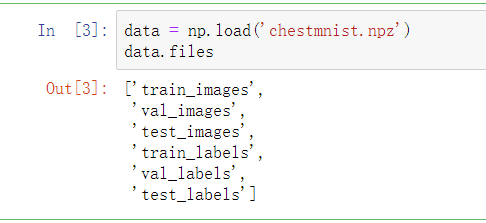 In [3]: data = np.load('chestmnist.npz')
data.files
Out[3]: ['train_images',
'val_images',
'test_images',
'train_labels',
'val_labels',
'test_labels']